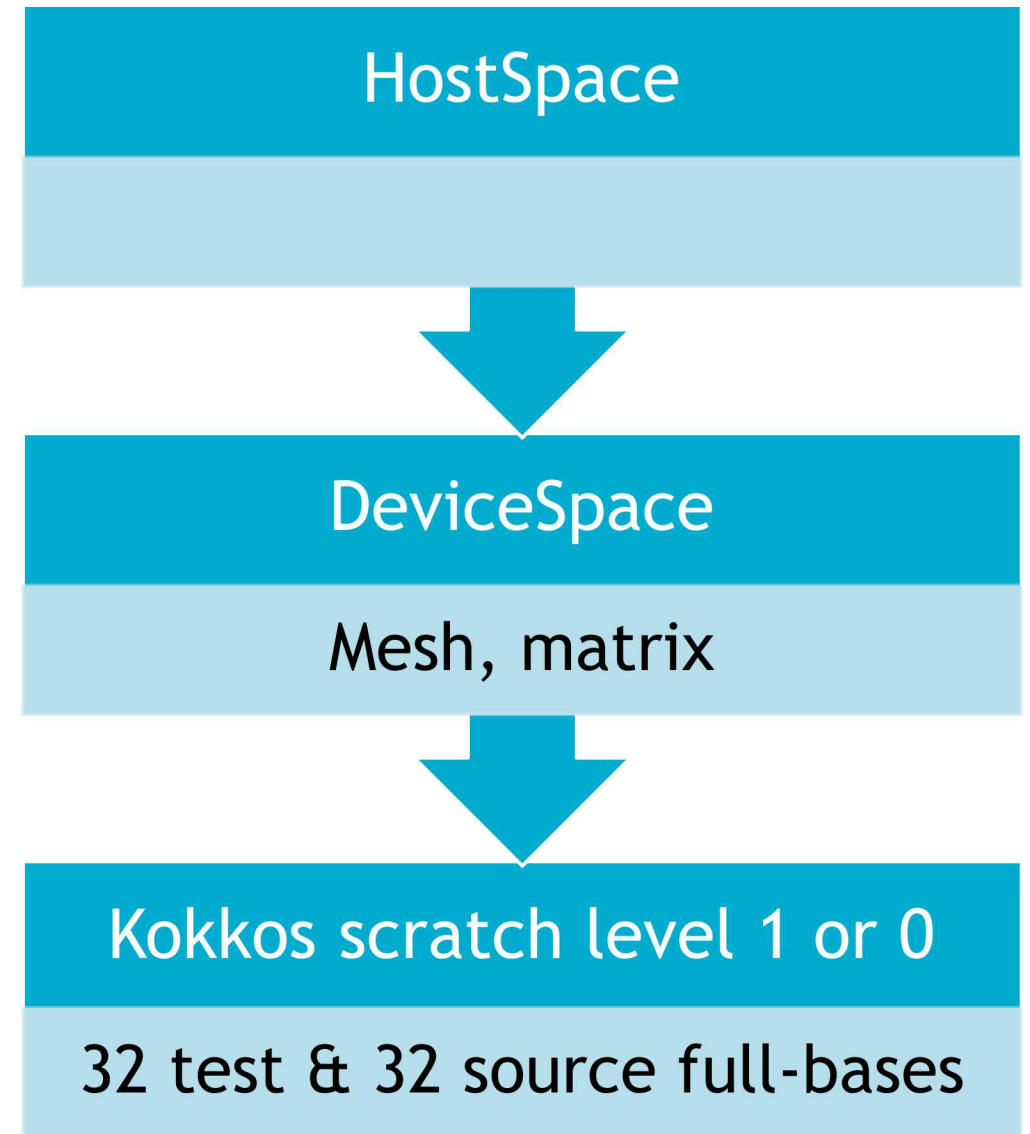 HostSpace
DeviceSpace
Mesh, matrix
Kokkos scratch level 1 or 0
32 test & 32 source full-bases